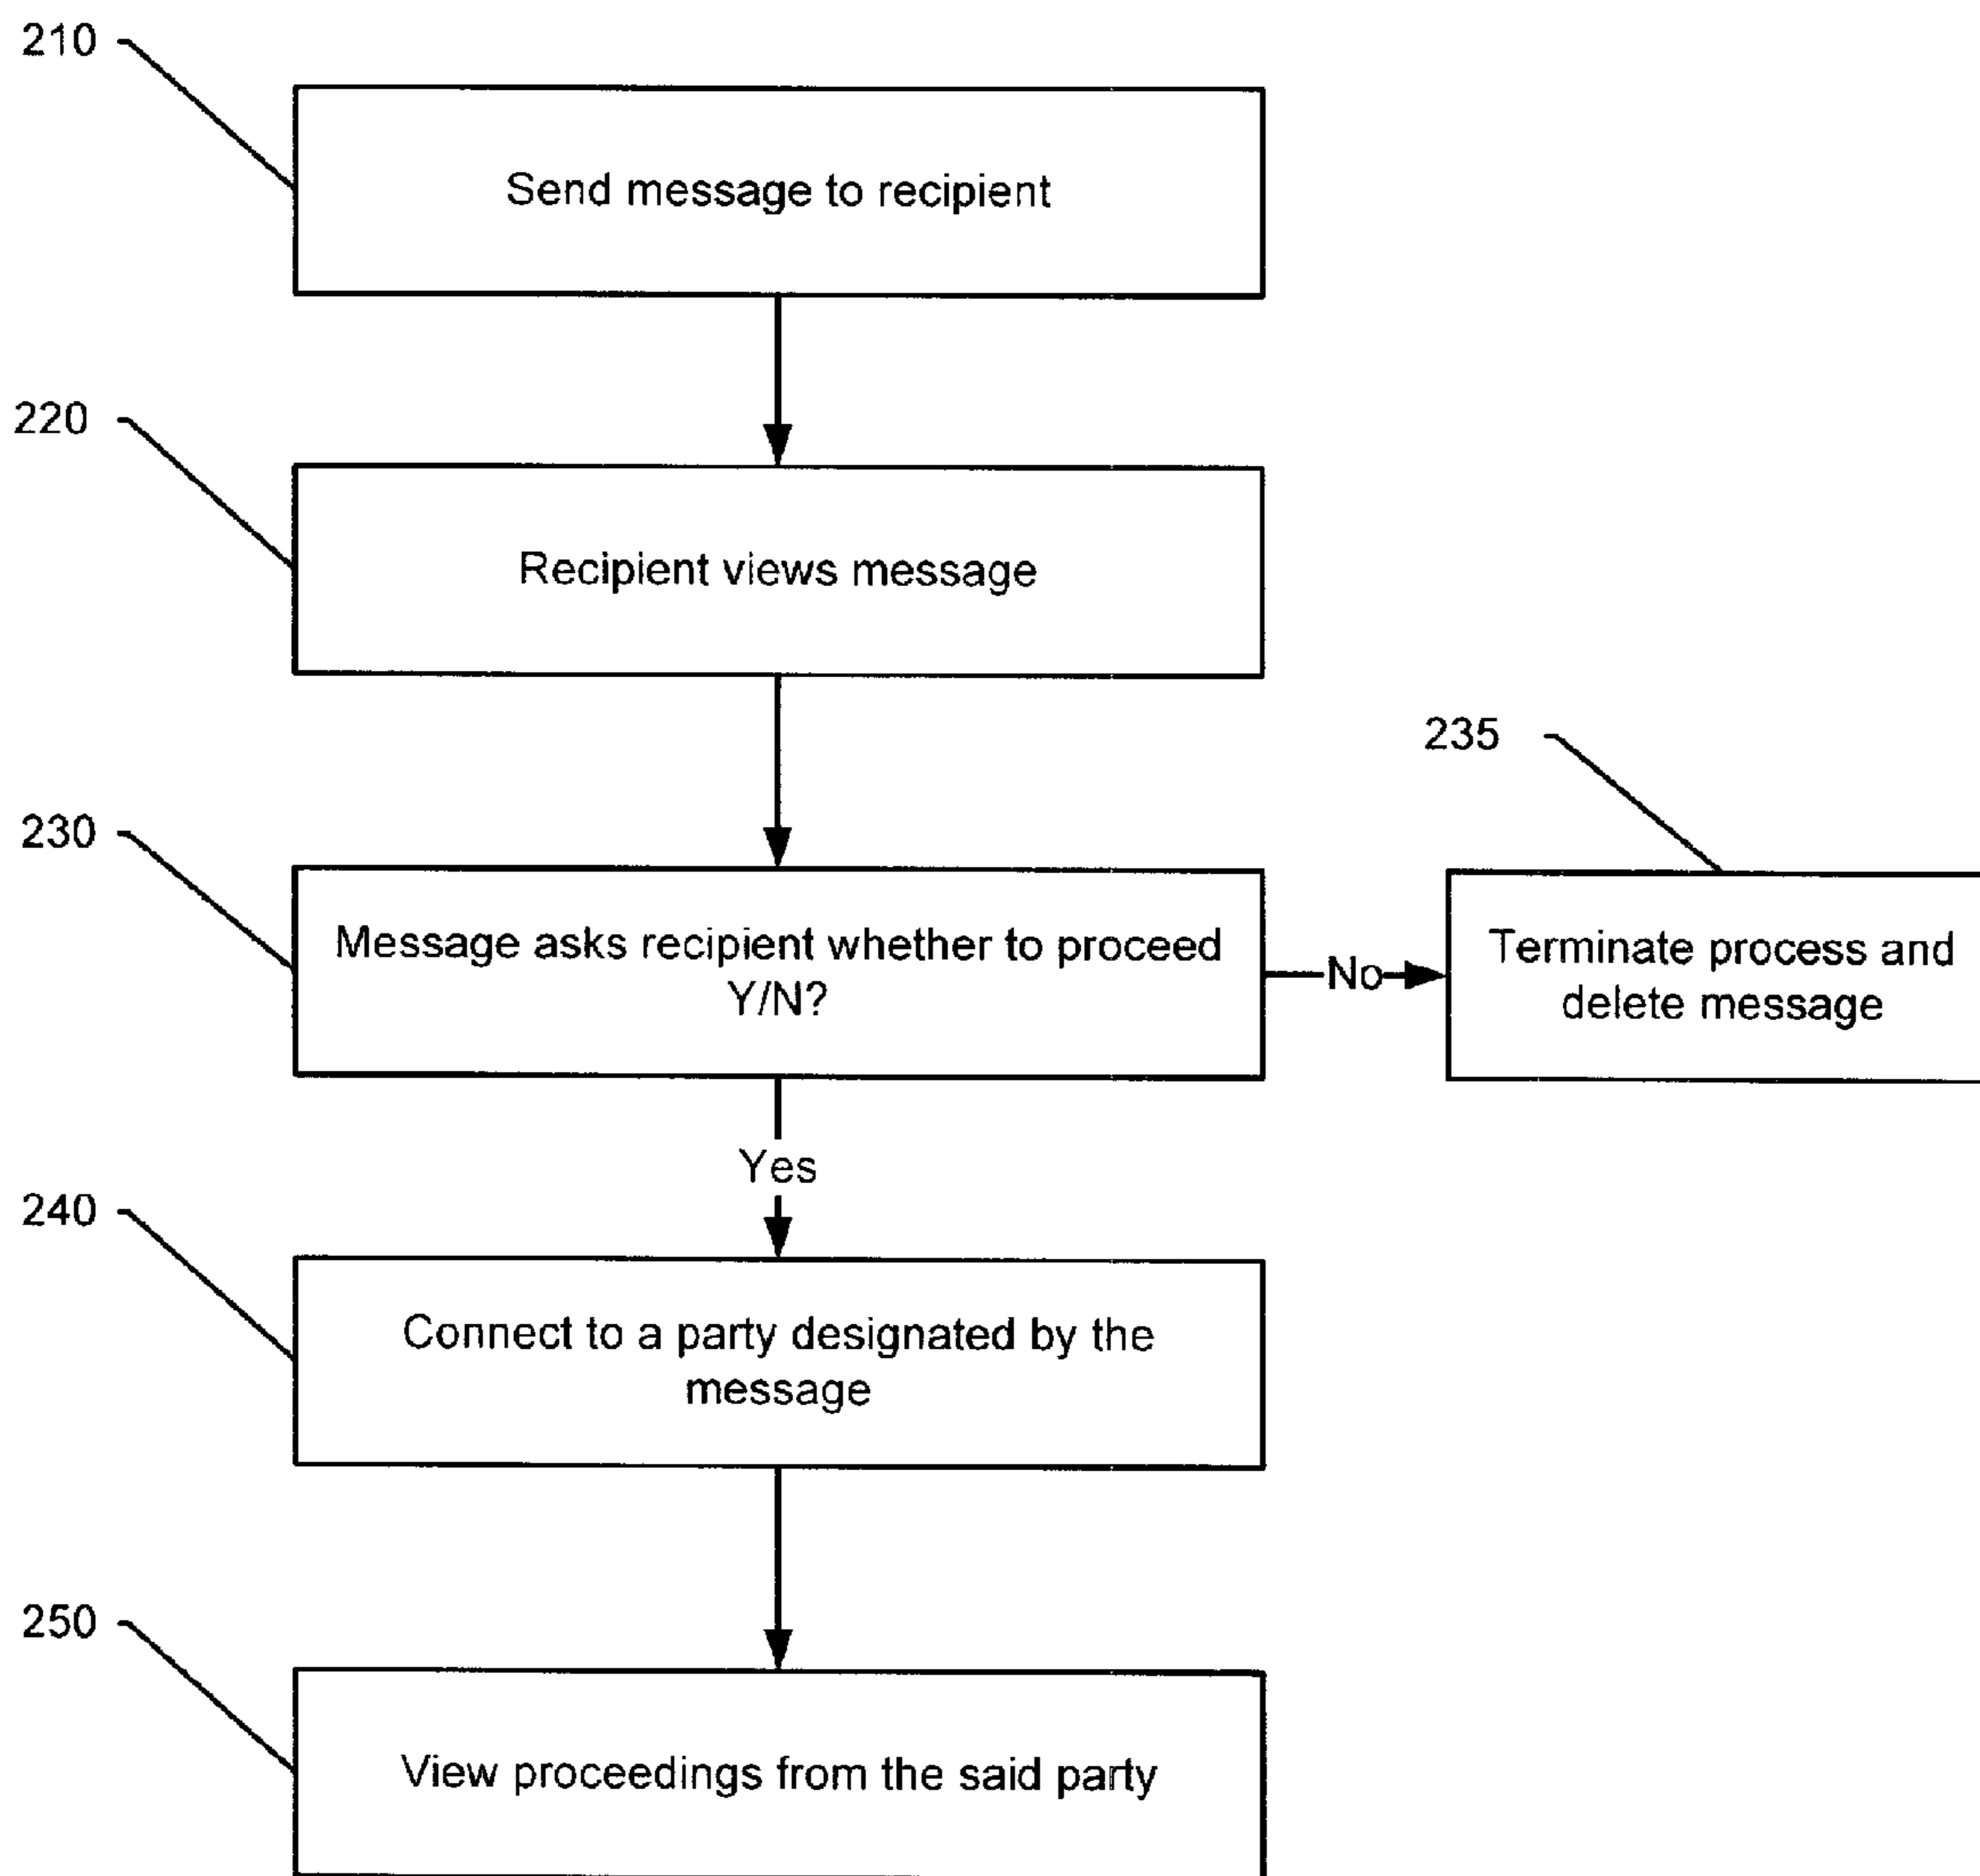 210
Send message to recipient
220
Recipient views message
235
230
Message asks recipient whether to proceed
Y/N?
No
Terminate process and
delete message
Yes
240
Connect to a party designated by the
message
250
View proceedings from the said party